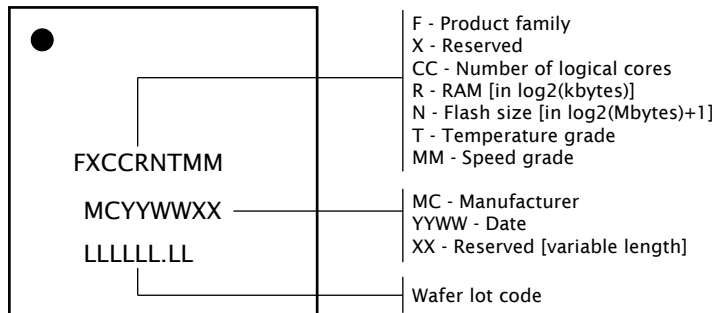 F - Product family
X - Reserved
CC - Number of logical cores
R - RAM [in log2(kbytes)]
N - Flash size [in log2(Mbytes)+1]
T - Temperature grade
MM - Speed grade
FXCCRNTMM
MCYYWWXX
MC - Manufacturer
YYWW - Date
XX - Reserved [variable length]
LLLLLL.LL
Wafer lot code